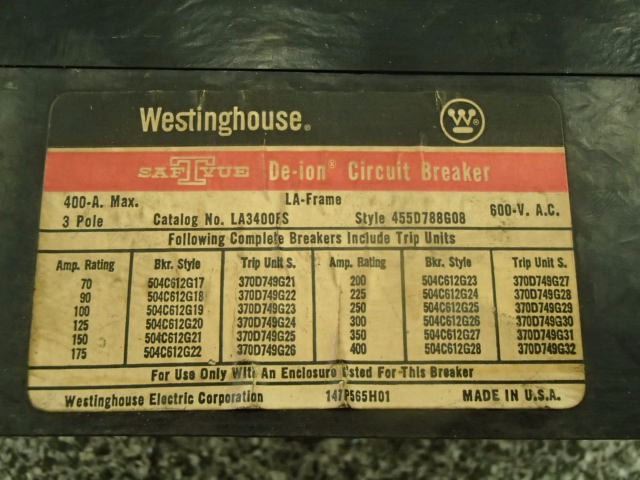 Westinghouse®
W®
SAFTVUE De-ion® Circuit Breaker
400-A. Max. LA-Frame 600-V. A.C.
3 Pole Catalog No. LA3400FS Style 455D788G08
Following Complete Breakers Include Trip Units
Amp. Rating Bkr. Style Trip Unit S. Amp. Rating Bkr. Style Trip Unit S.
70 504C612G17 370D749G21 200 504C612G23 370D749G27
90 504C612G18 370D749G22 225 504C612G24 370D749G28
100 504C612G19 370D749G23 250 504C612G25 370D749G29
125 504C612G20 370D749G24 300 504C612G26 370D749G30
150 504C612G21 370D749G25 350 504C612G27 370D749G31
175 504C612G22 370D749G26 400 504C612G28 370D749G32
For Use Only With An Enclosure Listed For This Breaker
Westinghouse Electric Corporation 147P565H01 MADE IN U.S.A.